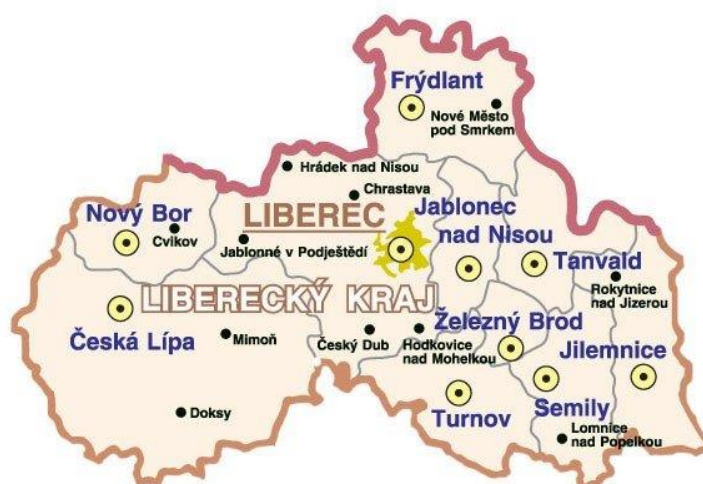 Frýdlant
Nové Město
pod Smrkem
Hrádek nad Nisou
Chrastava
Nový Bor
Cvikov
LIBEREC
Jablonné v Podještědí
Jablonec
nad Nisou
Tanvald
Rokytnice
nad Jizerou
LIBERECKÝ KRAJ
Česká Lípa
Mimoň
Český Dub
Hodkovice
nad Mohelkou
Železný Brod
Jilemnice
Doksy
Turnov
Semily
Lomnice
nad Popelkou